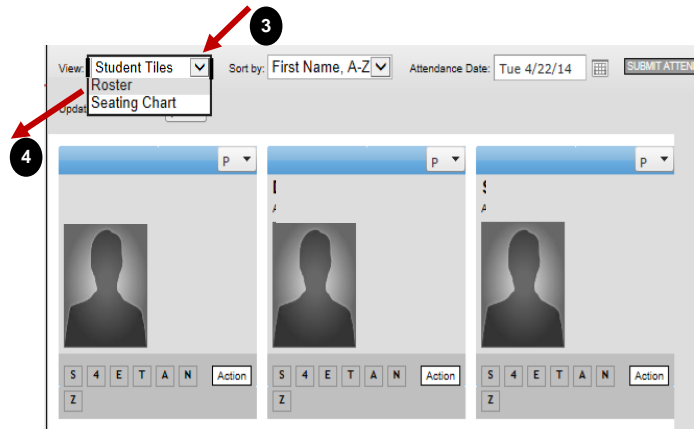 3
View: Student Tiles Sort by: First Name, A-Z Attendance Date: Tue 4/22/14 SUBMIT ATTEN
Roster
Seating Chart
Updat
4
P P P
S 4 E T A N Action S 4 E T A N Action S 4 E T A N Action
Z Z Z